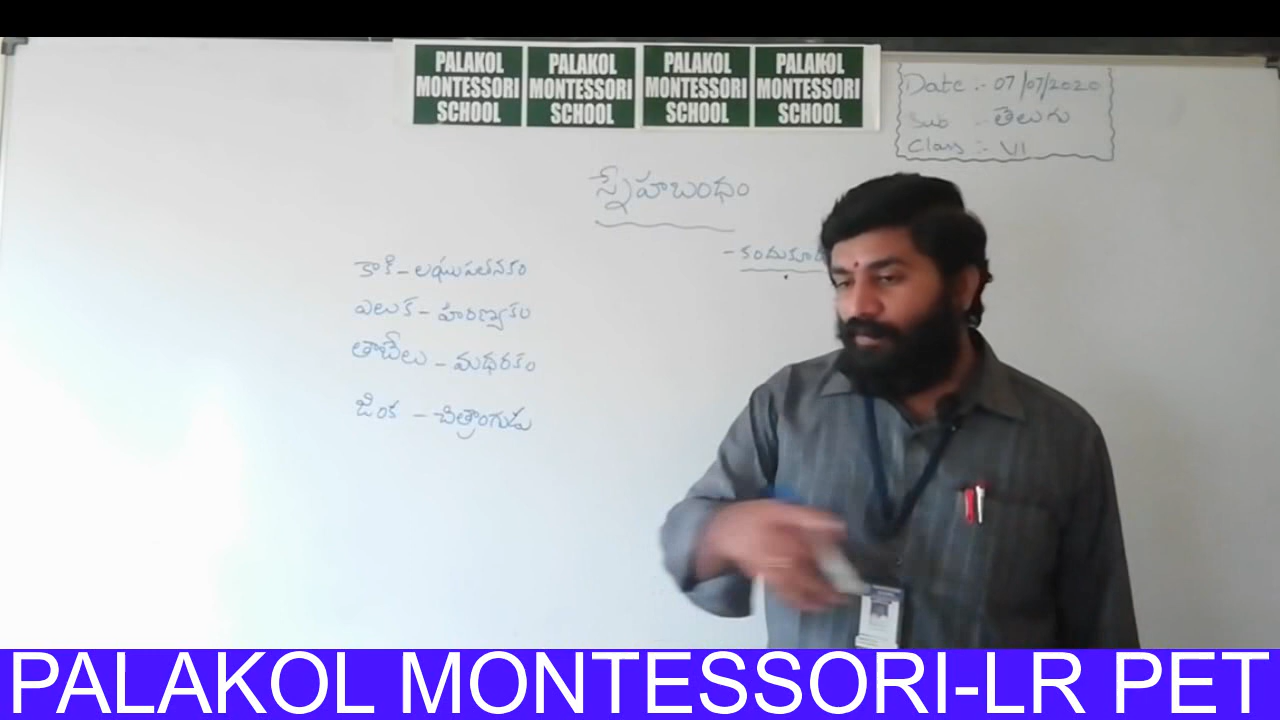 PALAKOL MONTESSORI SCHOOL
PALAKOL MONTESSORI SCHOOL
PALAKOL MONTESSORI SCHOOL
PALAKOL MONTESSORI SCHOOL
Date :- 07/07/2020
Sub - తెలుగు
Class :- VI
స్నేహబంధం
- కందుకూరి
కాకి - లఘుపతనకం
ఎలుక - హిరణ్యకం
తాబేలు - మంథరకం
జింక - చిత్రాంగుడు
PALAKOL MONTESSORI-LR PET